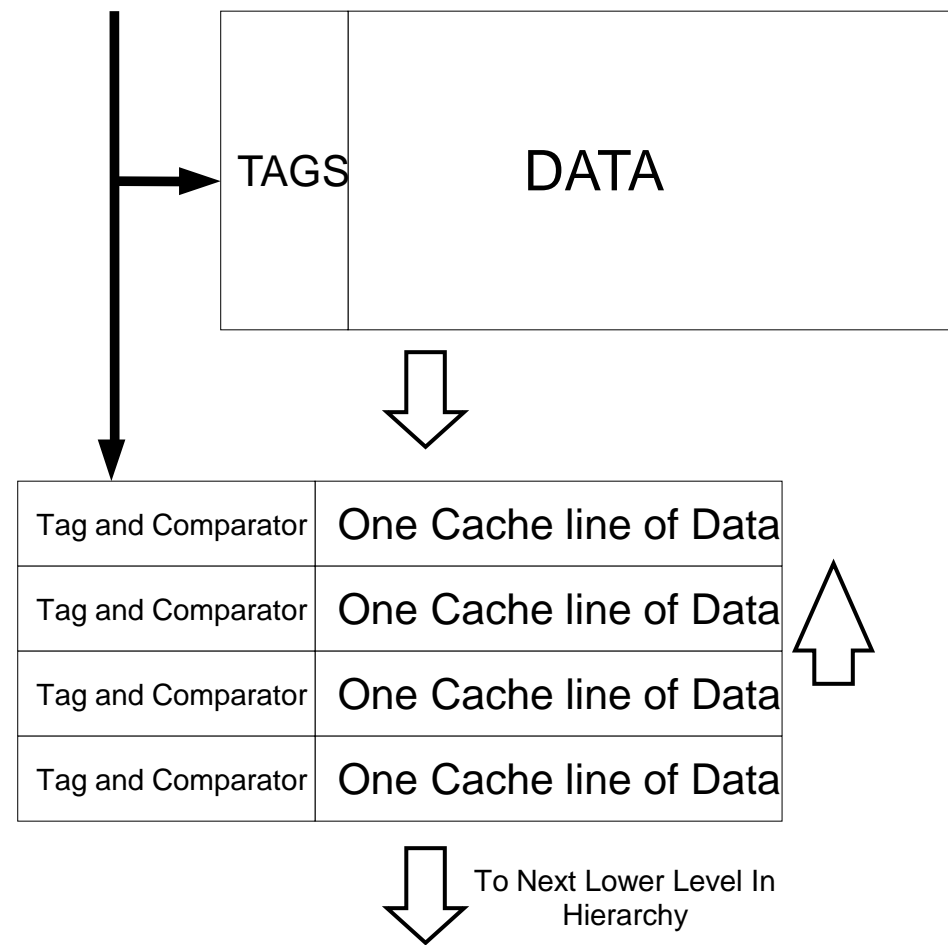 TAGS
DATA
Tag and Comparator
One Cache line of Data
Tag and Comparator
One Cache line of Data
Tag and Comparator
One Cache line of Data
Tag and Comparator
One Cache line of Data
To Next Lower Level In
Hierarchy